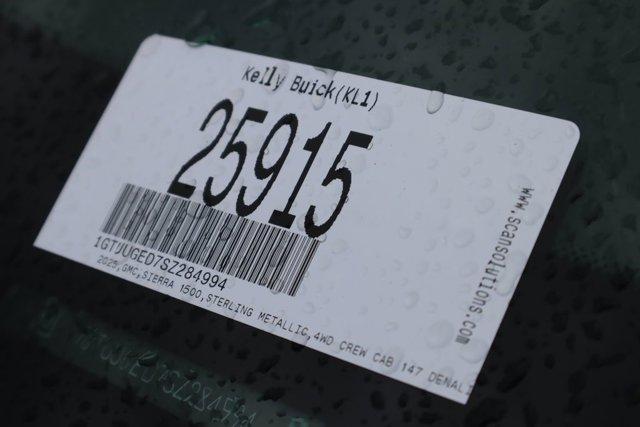 Kelly Buick(KL1)
25915
1GTUUGED7SZ284994
2025,GMC,SIERRA 1500,STERLING METALLIC,4WD CREW CAB 147 DENALI
www.scansolutions.com